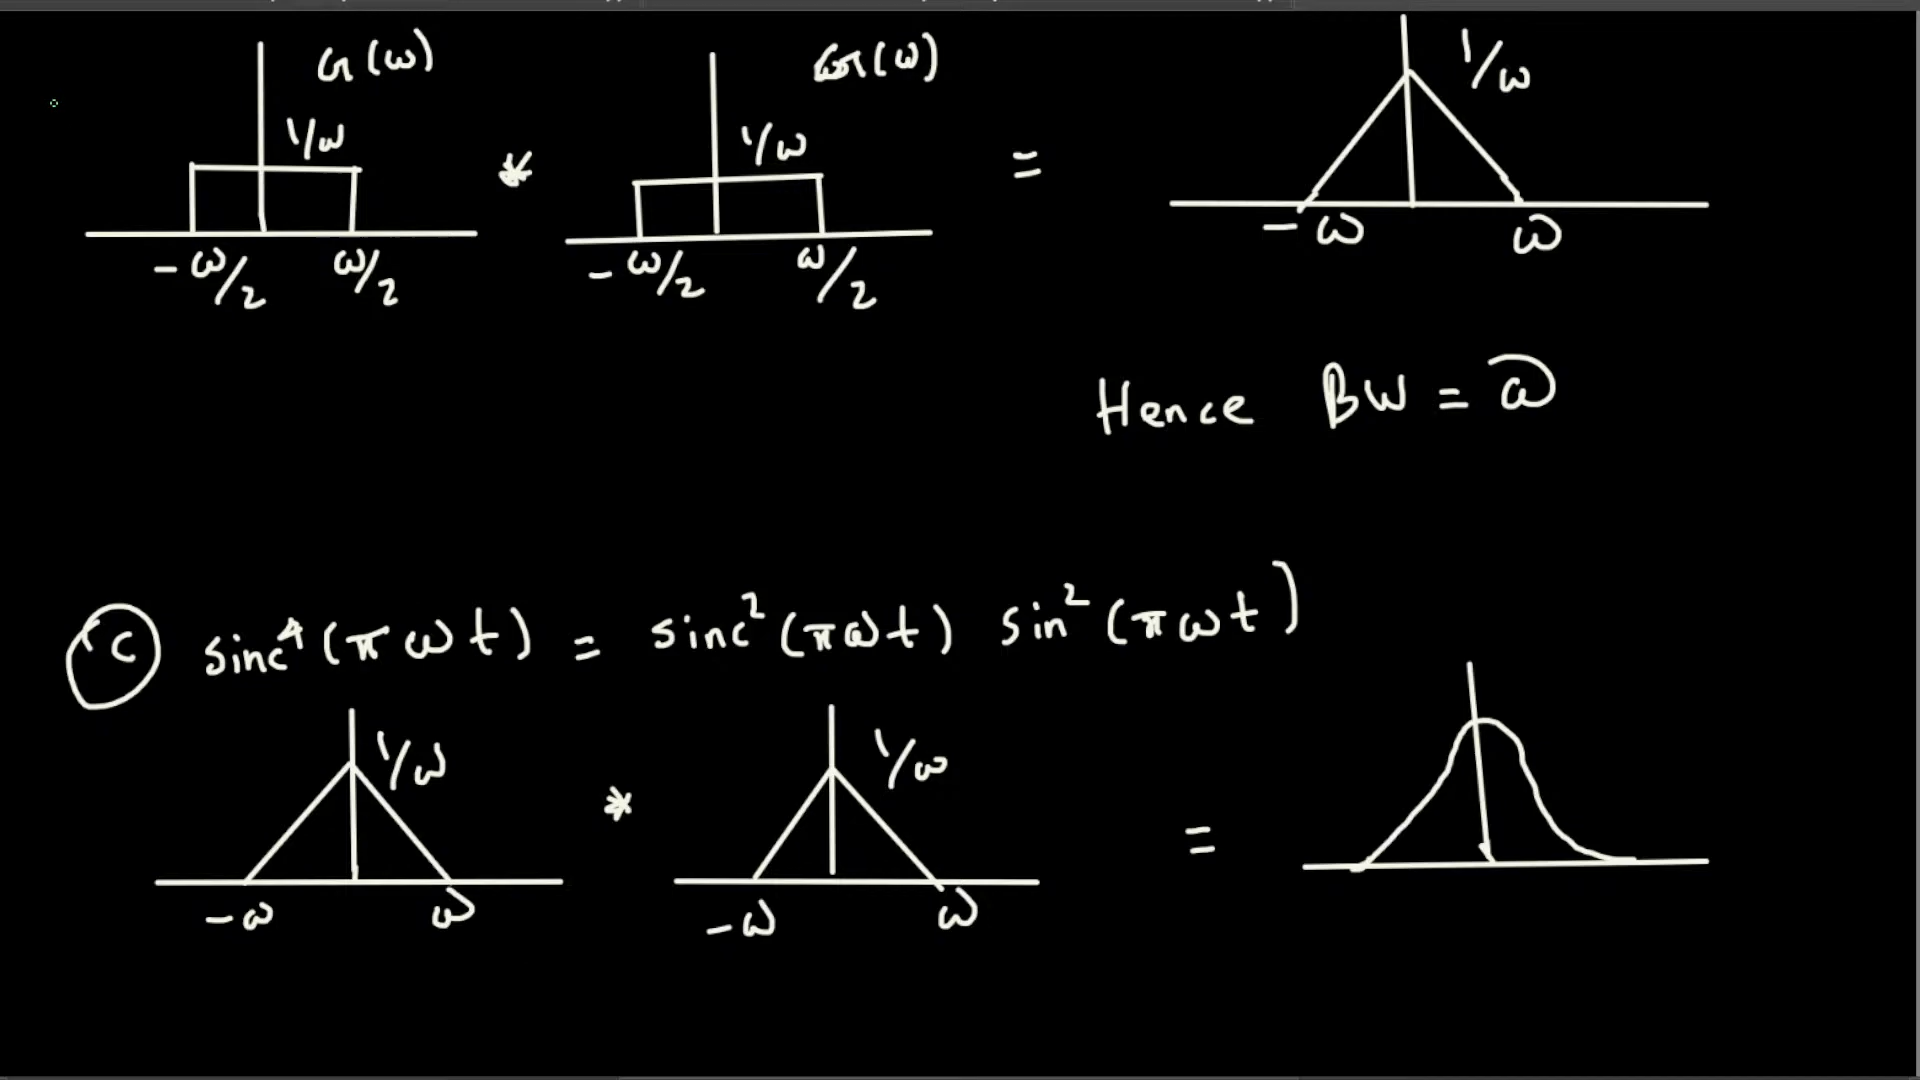 G(ω) G(ω) 1/ω
1/ω * 1/ω =
-ω/2 ω/2 -ω/2 ω/2 -ω ω
Hence BW = ω
(c) sinc⁴(πωt) = sinc²(πωt) sin²(πωt)
1/ω * 1/ω =
-ω ω -ω ω